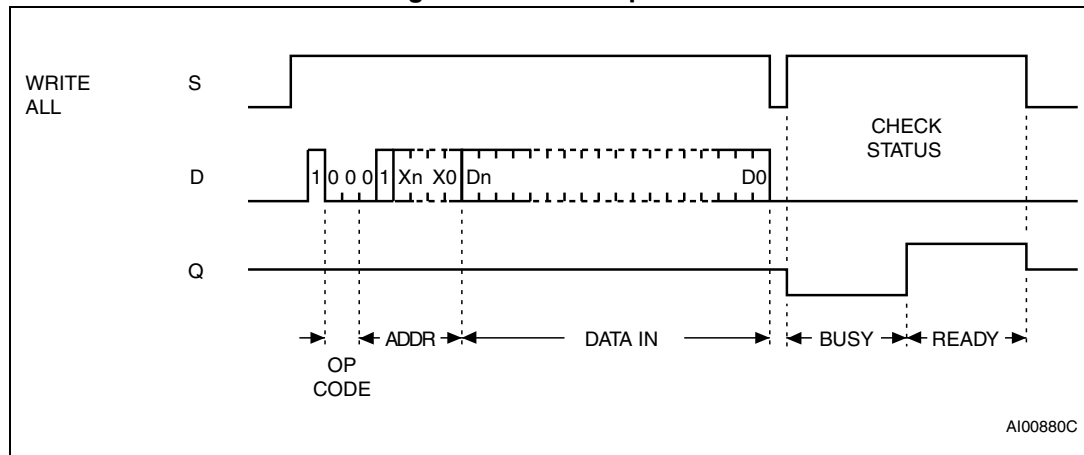 WRITE
ALL
S
CHECK
STATUS
D
1 0 0 0 1 Xn X0 Dn D0
Q
ADDR DATA IN BUSY READY
OP
CODE
AI00880C